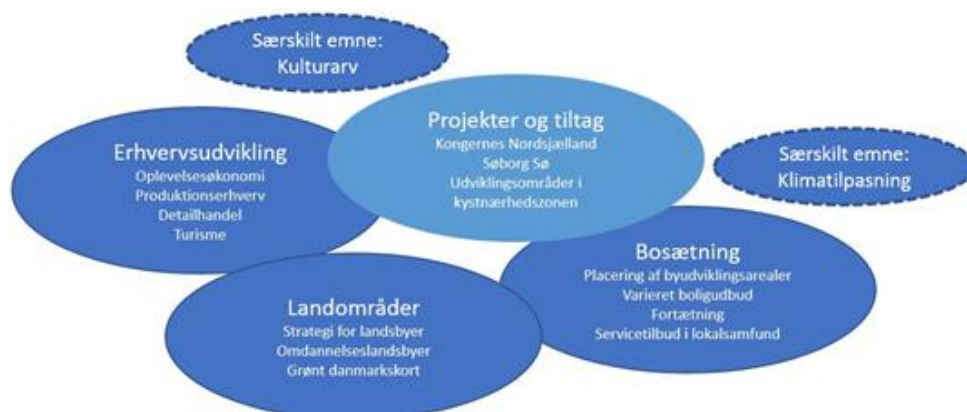 Særskilt emne:
Kulturarv
Projekter og tiltag
Kongernes Nordsjælland
Søborg Sø
Udviklingsområder i
kystnærhedszonen
Erhvervsudvikling
Oplevelsesøkonomi
Produktionserhverv
Detailhandel
Turisme
Særskilt emne:
Klimatilpasning
Bosætning
Placering af byudviklingsarealer
Varieret boligudbud
Fortætning
Servicetilbud i lokalsamfund
Landområder
Strategi for landsbyer
Omdannelseslandsbyer
Grønt danmarkskort